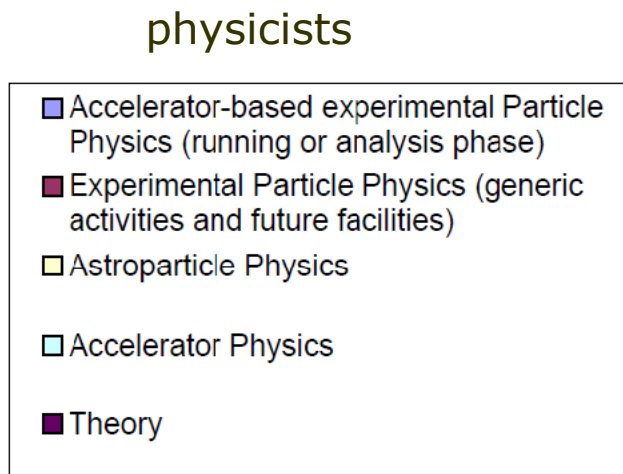 physicists
Accelerator-based experimental Particle
Physics (running or analysis phase)
Experimental Particle Physics (generic
activities and future facilities)
Astroparticle Physics
Accelerator Physics
Theory